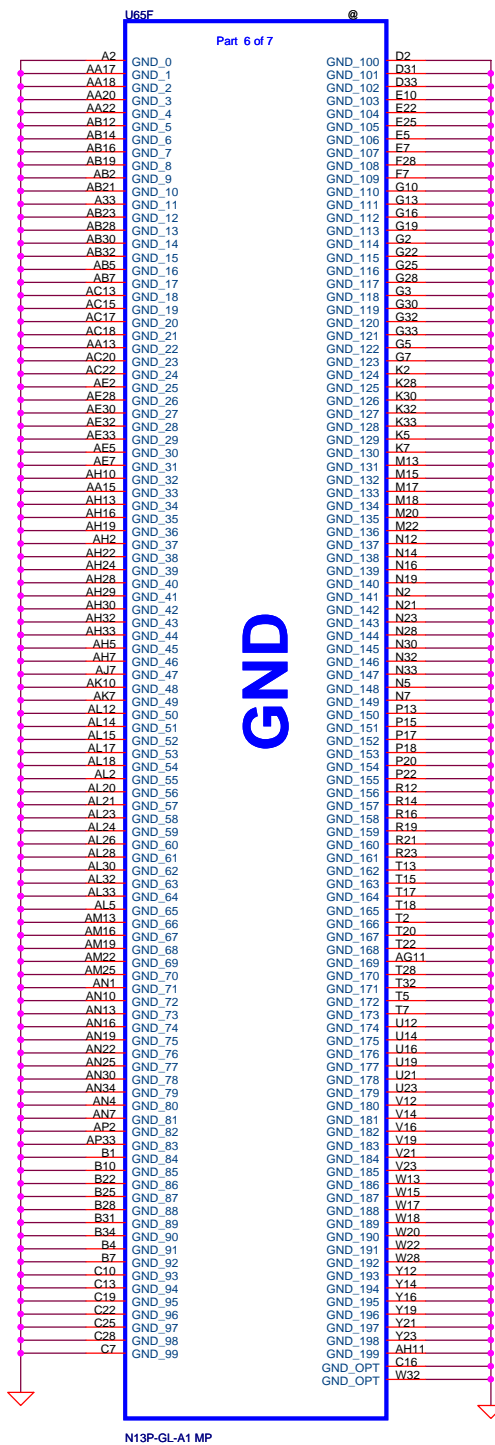 U65F @
Part 6 of 7
A2 GND_0 GND_100 D2
AA17 GND_1 GND_101 D31
AA18 GND_2 GND_102 D33
AA20 GND_3 GND_103 E10
AA22 GND_4 GND_104 E22
AB12 GND_5 GND_105 E25
AB14 GND_6 GND_106 E5
AB16 GND_7 GND_107 E7
AB19 GND_8 GND_108 F28
AB2 GND_9 GND_109 F7
AB21 GND_10 GND_110 G10
A33 GND_11 GND_111 G13
AB23 GND_12 GND_112 G16
AB28 GND_13 GND_113 G19
AB30 GND_14 GND_114 G2
AB32 GND_15 GND_115 G22
AB5 GND_16 GND_116 G25
AB7 GND_17 GND_117 G28
AC13 GND_18 GND_118 G3
AC15 GND_19 GND_119 G30
AC17 GND_20 GND_120 G32
AC18 GND_21 GND_121 G33
AA13 GND_22 GND_122 G5
AC20 GND_23 GND_123 G7
AC22 GND_24 GND_124 K2
AE2 GND_25 GND_125 K28
AE28 GND_26 GND_126 K30
AE30 GND_27 GND_127 K32
AE32 GND_28 GND_128 K33
AE33 GND_29 GND_129 K5
AE5 GND_30 GND_130 K7
AE7 GND_31 GND_131 M13
AH10 GND_32 GND_132 M15
AA15 GND_33 GND_133 M17
AH13 GND_34 GND_134 M18
AH16 GND_35 GND_135 M20
AH19 GND_36 GND_136 M22
AH2 GND_37 GND_137 N12
AH22 GND_38 GND_138 N14
AH24 GND_39 GND_139 N16
AH28 GND_40 GND_140 N19
AH29 GND_41 GND_141 N2
AH30 GND_42 GND_142 N21
AH32 GND_43 GND_143 N23
AH33 GND_44 GND_144 N28
AH5 GND_45 GND_145 N30
AH7 GND_46 GND_146 N32
AJ7 GND_47 GND_147 N33
AK10 GND_48 GND_148 N5
AK7 GND_49 GND_149 N7
AL12 GND_50 GND_150 P13
AL14 GND_51 GND_151 P15
AL15 GND_52 GND_152 P17
AL17 GND_53 GND_153 P18
AL18 GND_54 GND_154 P20
AL2 GND_55 GND_155 P22
AL20 GND_56 GND_156 R12
AL21 GND_57 GND_157 R14
AL23 GND_58 GND_158 R16
AL24 GND_59 GND_159 R19
AL26 GND_60 GND_160 R21
AL28 GND_61 GND_161 R23
AL30 GND_62 GND_162 T13
AL32 GND_63 GND_163 T15
AL33 GND_64 GND_164 T17
AL5 GND_65 GND_165 T18
AM13 GND_66 GND_166 T2
AM16 GND_67 GND_167 T20
AM19 GND_68 GND_168 T22
AM22 GND_69 GND_169 AG11
AM25 GND_70 GND_170 T28
AN1 GND_71 GND_171 T32
AN10 GND_72 GND_172 T5
AN13 GND_73 GND_173 T7
AN16 GND_74 GND_174 U12
AN19 GND_75 GND_175 U14
AN22 GND_76 GND_176 U16
AN25 GND_77 GND_177 U19
AN30 GND_78 GND_178 U21
AN34 GND_79 GND_179 U23
AN4 GND_80 GND_180 V12
AN7 GND_81 GND_181 V14
AP2 GND_82 GND_182 V16
AP33 GND_83 GND_183 V19
B1 GND_84 GND_184 V21
B10 GND_85 GND_185 V23
B22 GND_86 GND_186 W13
B25 GND_87 GND_187 W15
B28 GND_88 GND_188 W17
B31 GND_89 GND_189 W18
B34 GND_90 GND_190 W20
B4 GND_91 GND_191 W22
B7 GND_92 GND_192 W28
C10 GND_93 GND_193 Y12
C13 GND_94 GND_194 Y14
C19 GND_95 GND_195 Y16
C22 GND_96 GND_196 Y19
C25 GND_97 GND_197 Y21
C28 GND_98 GND_198 Y23
C7 GND_99 GND_199 AH11
GND_OPT C16
GND_OPT W32
GND
N13P-GL-A1 MP